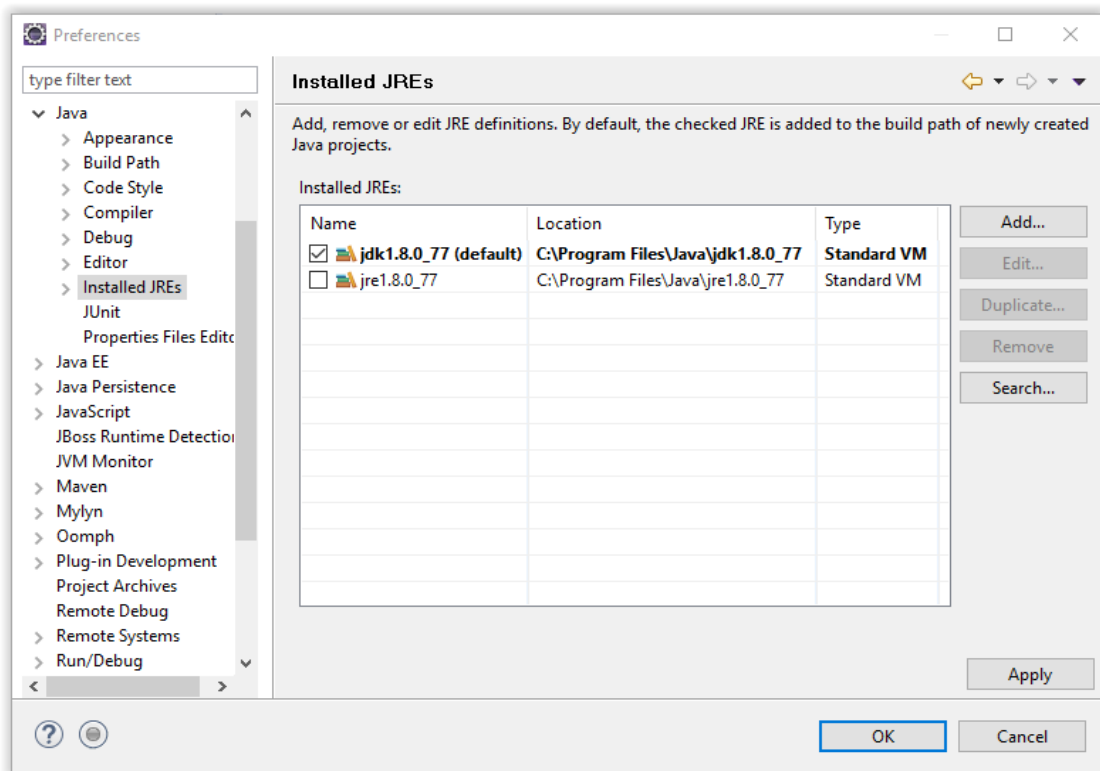 Preferences
type filter text
Java
Appearance
Build Path
Code Style
Compiler
Debug
Editor
Installed JREs
JUnit
Properties Files Edito
Java EE
Java Persistence
JavaScript
JBoss Runtime Detection
JVM Monitor
Maven
Mylyn
Oomph
Plug-in Development
Project Archives
Remote Debug
Remote Systems
Run/Debug
Installed JREs
Add, remove or edit JRE definitions. By default, the checked JRE is added to the build path of newly created
Java projects.
Installed JREs:
Name Location Type
jdk1.8.0_77 (default) C:\Program Files\Java\jdk1.8.0_77 Standard VM
jre1.8.0_77 C:\Program Files\Java\jre1.8.0_77 Standard VM
Add...
Edit...
Duplicate...
Remove
Search...
Apply
OK Cancel